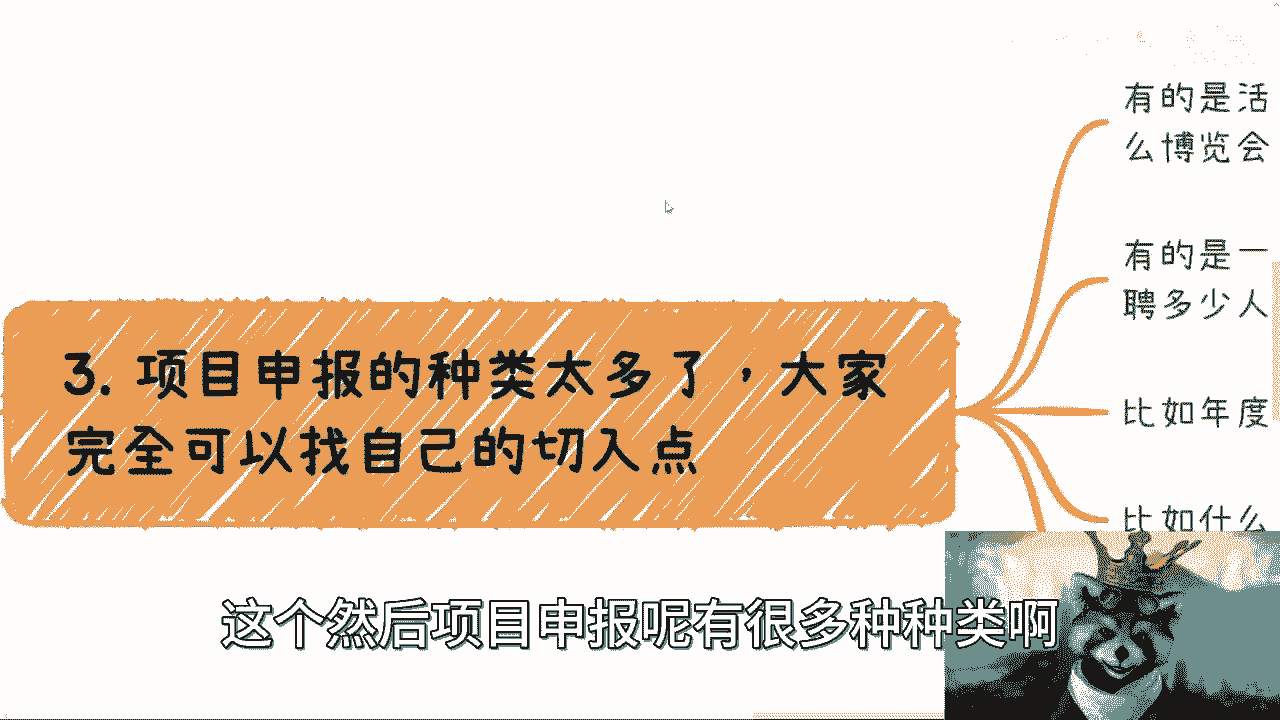 有的是活
么博览会
有的是一
聘多少人
3. 项目申报的种类太多了，大家
完全可以找自己的切入点
比如年度
比如什么
这个然后项目申报呢有很多种种类啊